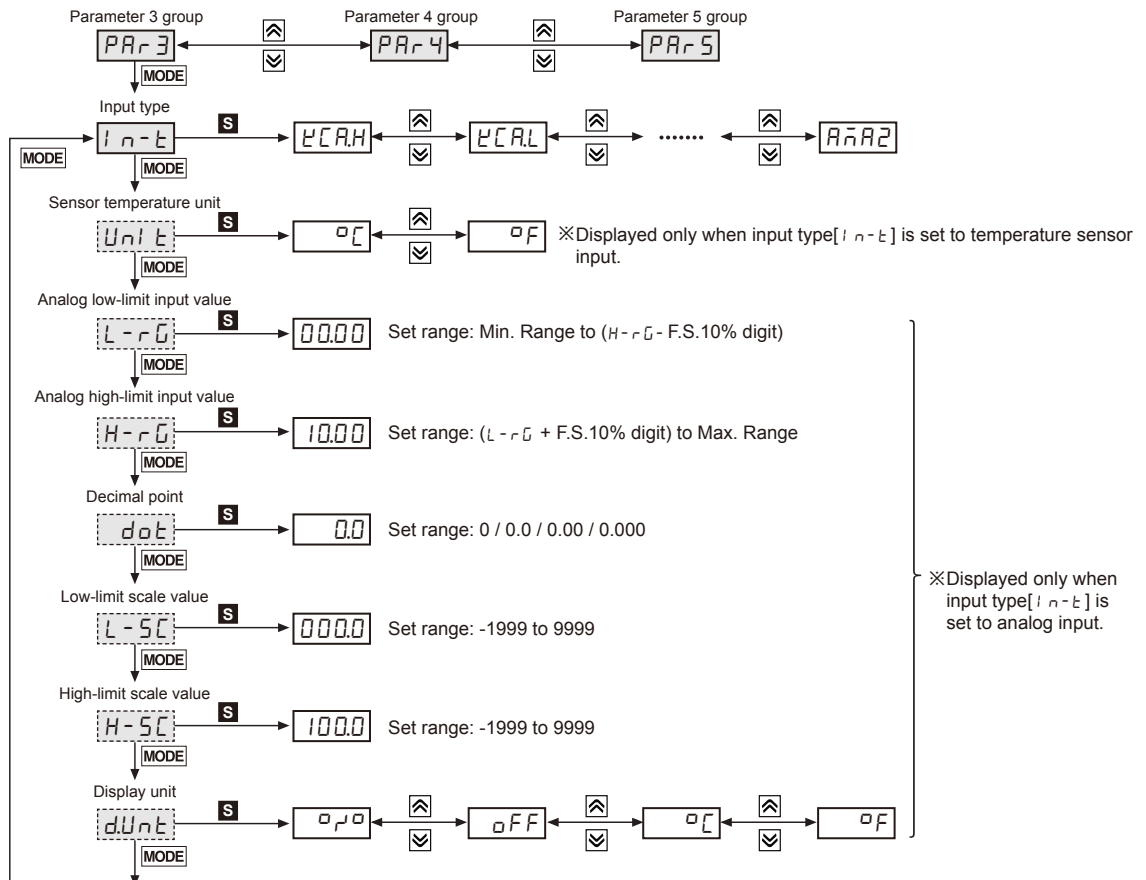 Parameter 3 group Parameter 4 group Parameter 5 group
PAr3 PAr4 PAr5
MODE
Input type
MODE In-t S KCA.H KCA.L ······· AMA2
MODE
Sensor temperature unit
UnIt S °C °F ※Displayed only when input type[In-t] is set to temperature sensor
input.
MODE
Analog low-limit input value
L-rG S 00.00 Set range: Min. Range to (H-rG- F.S.10% digit)
MODE
Analog high-limit input value
H-rG S 10.00 Set range: (L-rG + F.S.10% digit) to Max. Range
MODE
Decimal point
dot S 0.0 Set range: 0 / 0.0 / 0.00 / 0.000
MODE
Low-limit scale value
L-SC S 000.0 Set range: -1999 to 9999
MODE
High-limit scale value
H-SC S 100.0 Set range: -1999 to 9999
MODE
Display unit
d.Unt S % oFF °C °F
MODE
※Displayed only when
input type[In-t] is
set to analog input.